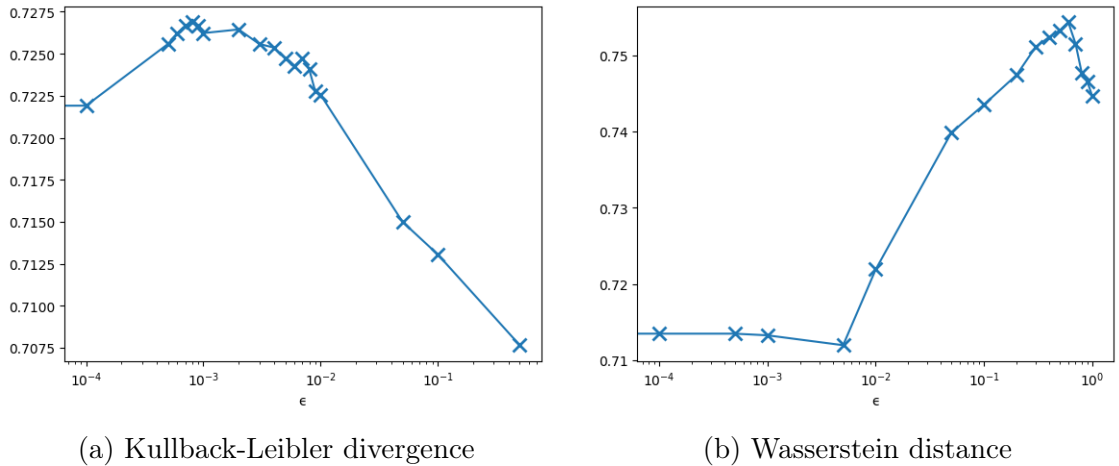 0.7275
0.7250
0.7225
0.7200
0.7175
0.7150
0.7125
0.7100
0.7075
10⁻⁴ 10⁻³ 10⁻² 10⁻¹
ϵ
0.75
0.74
0.73
0.72
0.71
10⁻⁴ 10⁻³ 10⁻² 10⁻¹ 10⁰
ϵ
(a) Kullback-Leibler divergence
(b) Wasserstein distance